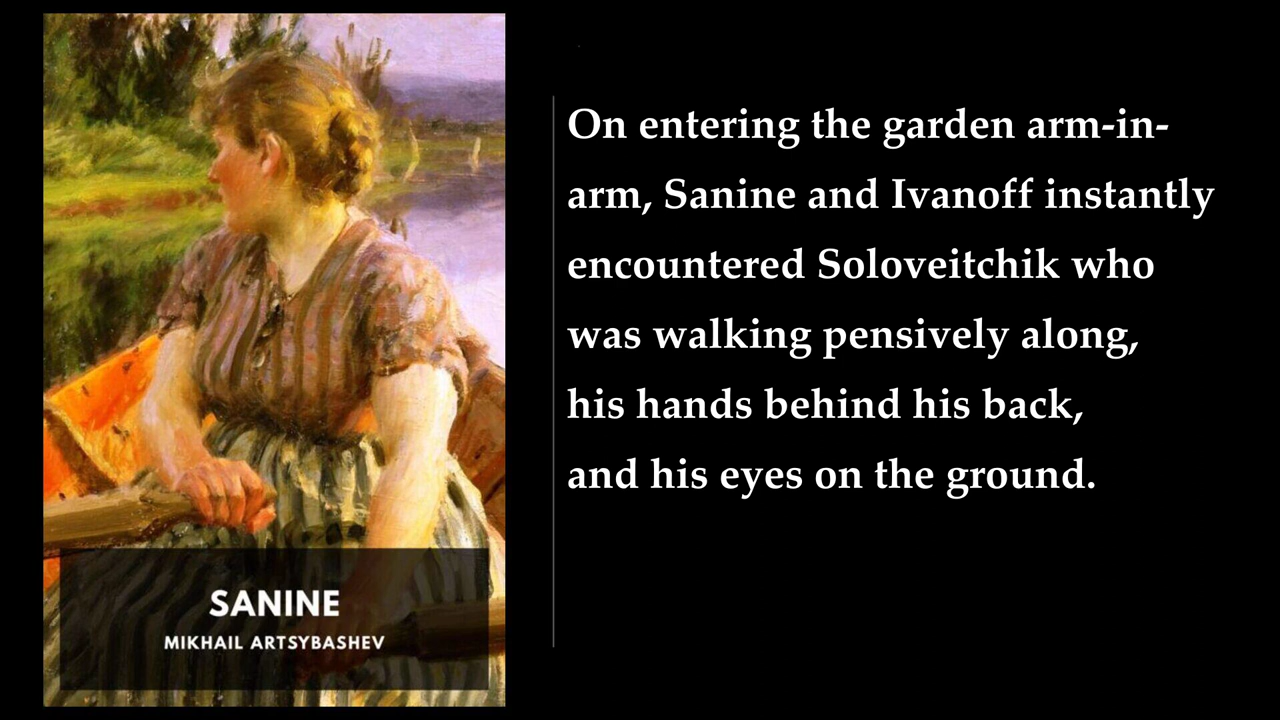 SANINE
MIKHAIL ARTSYBASHEV
On entering the garden arm-in-
arm, Sanine and Ivanoff instantly
encountered Soloveitchik who
was walking pensively along,
his hands behind his back,
and his eyes on the ground.